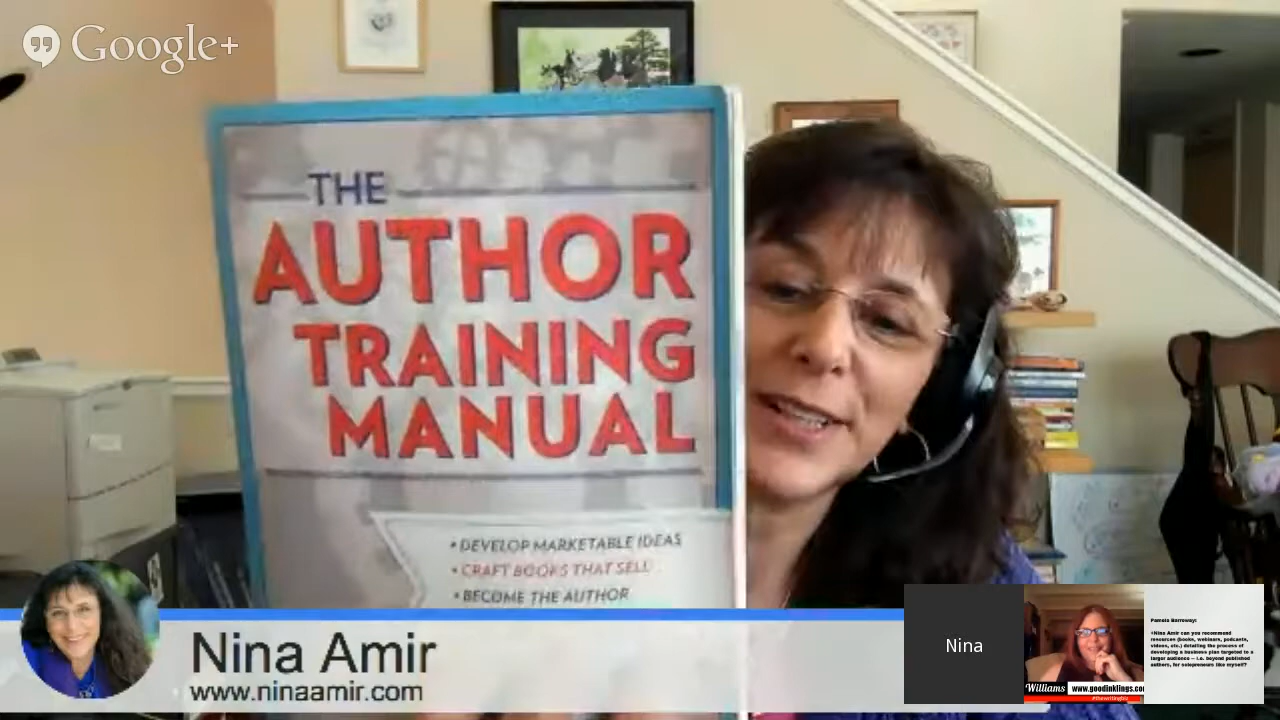 Google+
THE
AUTHOR
TRAINING
MANUAL
• DEVELOP MARKETABLE IDEAS
• CRAFT BOOKS THAT SELL
• BECOME THE AUTHOR
Nina Amir
www.ninaamir.com
Nina
Williams
www.goodinklings.co
Pamela Borroway:
+Nina Amir can you recommend
resources (books, webinars, podcasts,
videos, etc.) detailing the process of
developing a business plan targeted to a
larger audience — i.e. beyond published
authors, for solopreneurs like myself?